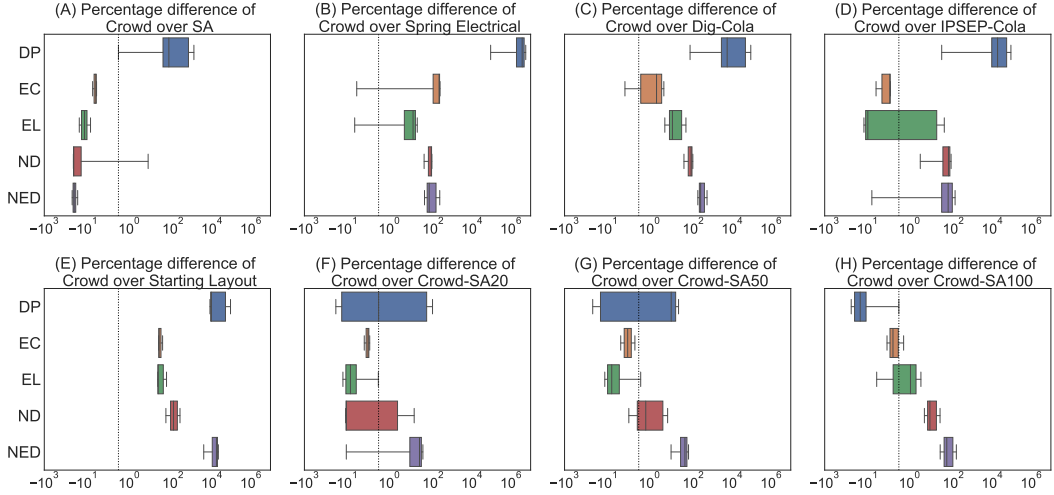 (A) Percentage difference of
Crowd over SA
(B) Percentage difference of
Crowd over Spring Electrical
(C) Percentage difference of
Crowd over Dig-Cola
(D) Percentage difference of
Crowd over IPSEP-Cola
DP
EC
EL
ND
NED
−10³ −10¹ 10⁰ 10² 10⁴ 10⁶
−10³ −10¹ 10⁰ 10² 10⁴ 10⁶
−10³ −10¹ 10⁰ 10² 10⁴ 10⁶
−10³ −10¹ 10⁰ 10² 10⁴ 10⁶
(E) Percentage difference of
Crowd over Starting Layout
(F) Percentage difference of
Crowd over Crowd-SA20
(G) Percentage difference of
Crowd over Crowd-SA50
(H) Percentage difference of
Crowd over Crowd-SA100
DP
EC
EL
ND
NED
−10³ −10¹ 10⁰ 10² 10⁴ 10⁶
−10³ −10¹ 10⁰ 10² 10⁴ 10⁶
−10³ −10¹ 10⁰ 10² 10⁴ 10⁶
−10³ −10¹ 10⁰ 10² 10⁴ 10⁶